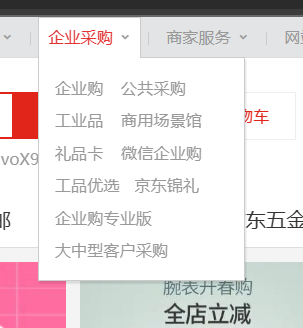 企业采购 商家服务 网
企业购 公共采购
工业品 商用场景馆
物车
礼品卡 微信企业购
voX9
工品优选 京东锦礼
企业购专业版
邮 东五金
大中型客户采购
腕表开春购
全店立减